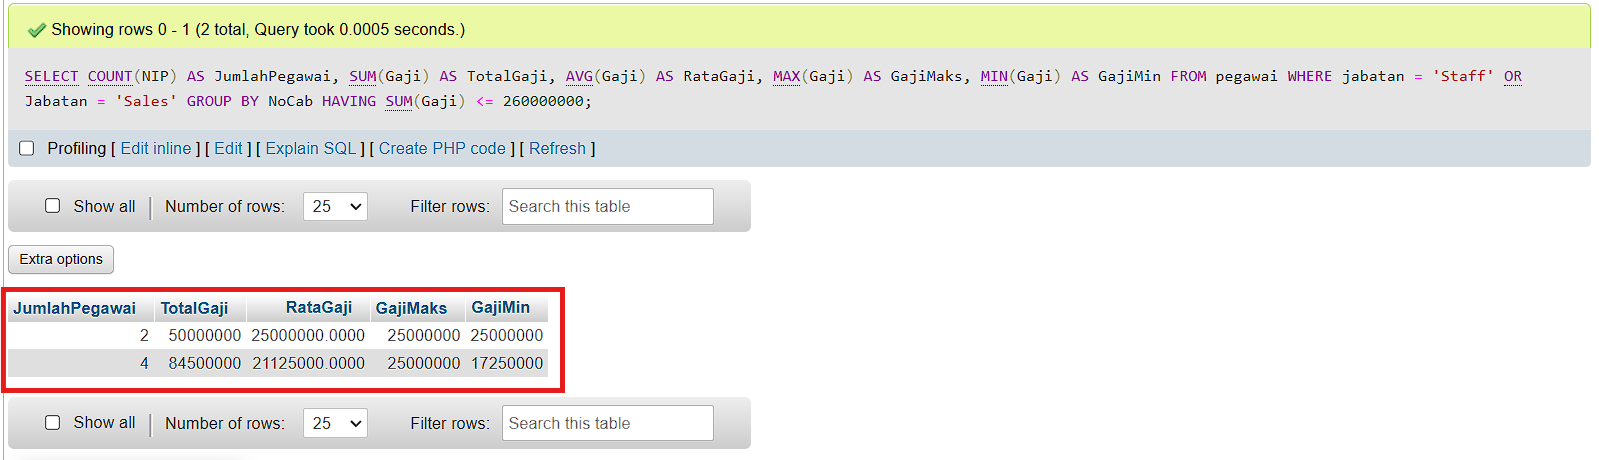 Showing rows 0 - 1 (2 total, Query took 0.0005 seconds.)
SELECT COUNT(NIP) AS JumlahPegawai, SUM(Gaji) AS TotalGaji, AVG(Gaji) AS RataGaji, MAX(Gaji) AS GajiMaks, MIN(Gaji) AS GajiMin FROM pegawai WHERE jabatan = 'Staff' OR
Jabatan = 'Sales' GROUP BY NoCab HAVING SUM(Gaji) <= 260000000;
Profiling [ Edit inline ] [ Edit ] [ Explain SQL ] [ Create PHP code ] [ Refresh ]
Show all | Number of rows: 25 Filter rows: Search this table
Extra options
JumlahPegawai TotalGaji RataGaji GajiMaks GajiMin
2 50000000 25000000.0000 25000000 25000000
4 84500000 21125000.0000 25000000 17250000
Show all | Number of rows: 25 Filter rows: Search this table